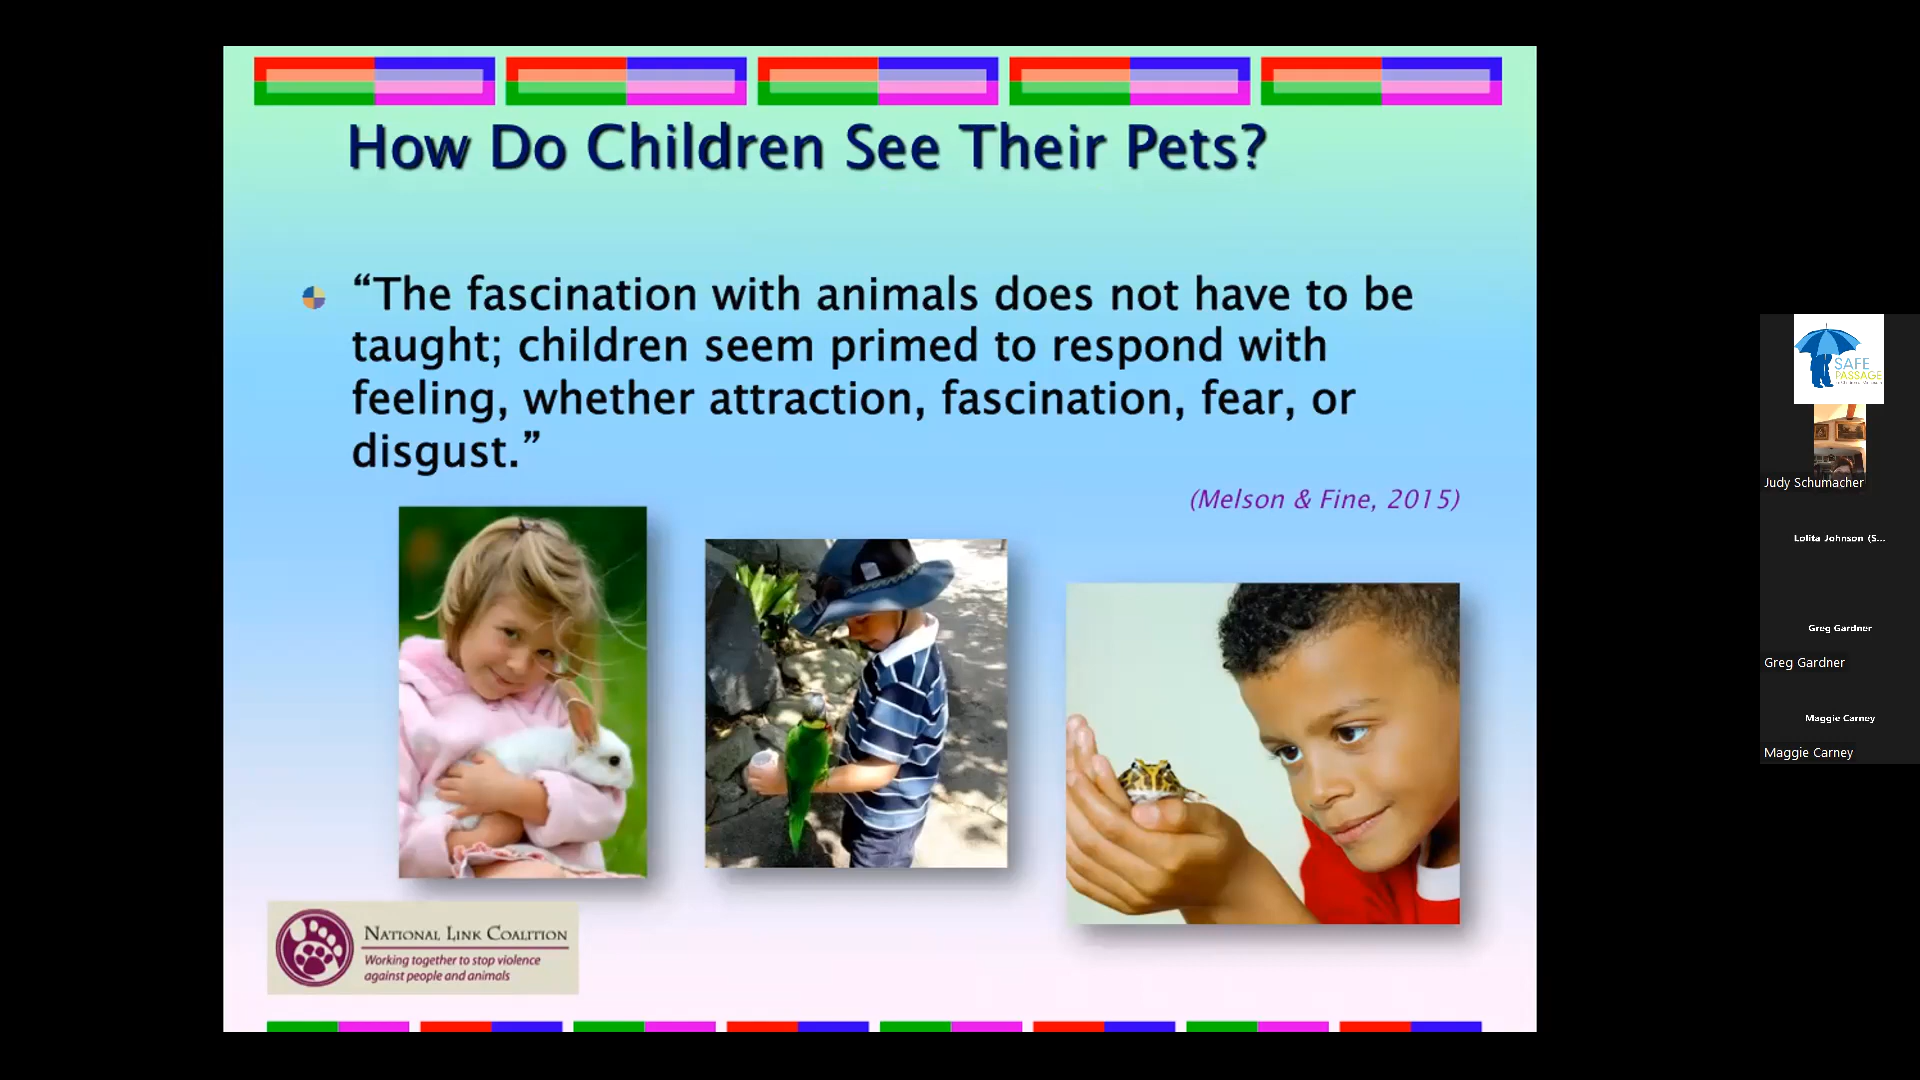 How Do Children See Their Pets?
“The fascination with animals does not have to be
taught; children seem primed to respond with
feeling, whether attraction, fascination, fear, or
disgust.”
(Melson & Fine, 2015)
NATIONAL LINK COALITION
Working together to stop violence
against people and animals
SAFE
PASSAGE
Judy Schumacher
Lolita Johnson (S...
Greg Gardner
Greg Gardner
Maggie Carney
Maggie Carney